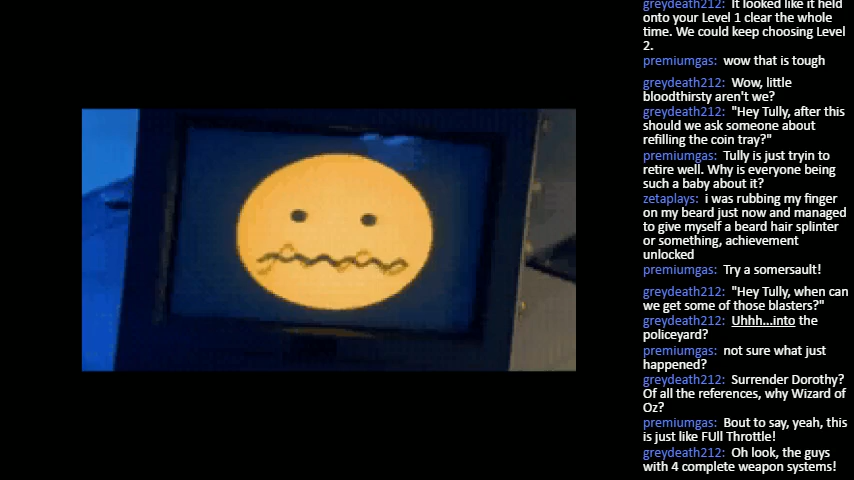 greydeath212: It looked like it held
onto your Level 1 clear the whole
time. We could keep choosing Level
2.
premiumgas: wow that is tough
greydeath212: Wow, little
bloodthirsty aren't we?
greydeath212: "Hey Tully, after this
should we ask someone about
refilling the coin tray?"
premiumgas: Tully is just tryin to
retire well. Why is everyone being
such a baby about it?
zetaplays: i was rubbing my finger
on my beard just now and managed
to give myself a beard hair splinter
or something, achievement
unlocked
premiumgas: Try a somersault!
greydeath212: "Hey Tully, when can
we get some of those blasters?"
greydeath212: Uhhh...into the
policeyard?
premiumgas: not sure what just
happened?
greydeath212: Surrender Dorothy?
Of all the references, why Wizard of
Oz?
premiumgas: Bout to say, yeah, this
is just like FUll Throttle!
greydeath212: Oh look, the guys
with 4 complete weapon systems!